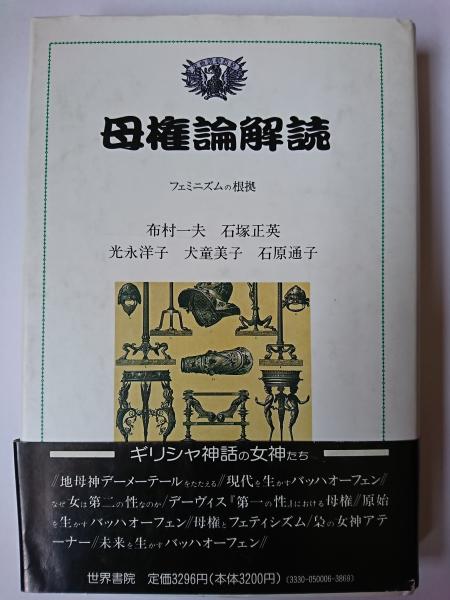 母権論解読
フェミニズムの根拠
布村一夫 石塚正英
光永洋子 犬童美子 石原通子
ギリシャ神話の女神たち
//地母神デーメーテールをたたえる//現代を生かすバッハオーフェン//
なぜ女は第二の性なのか/デーヴィス『第一の性』における母権//原始
を生かすバッハオーフェン//母権とフェティシズム/梟の女神アテ
ーナー//未来を生かすバッハオーフェン//
世界書院 定価3296円(本体3200円) (3330-050006-3869)